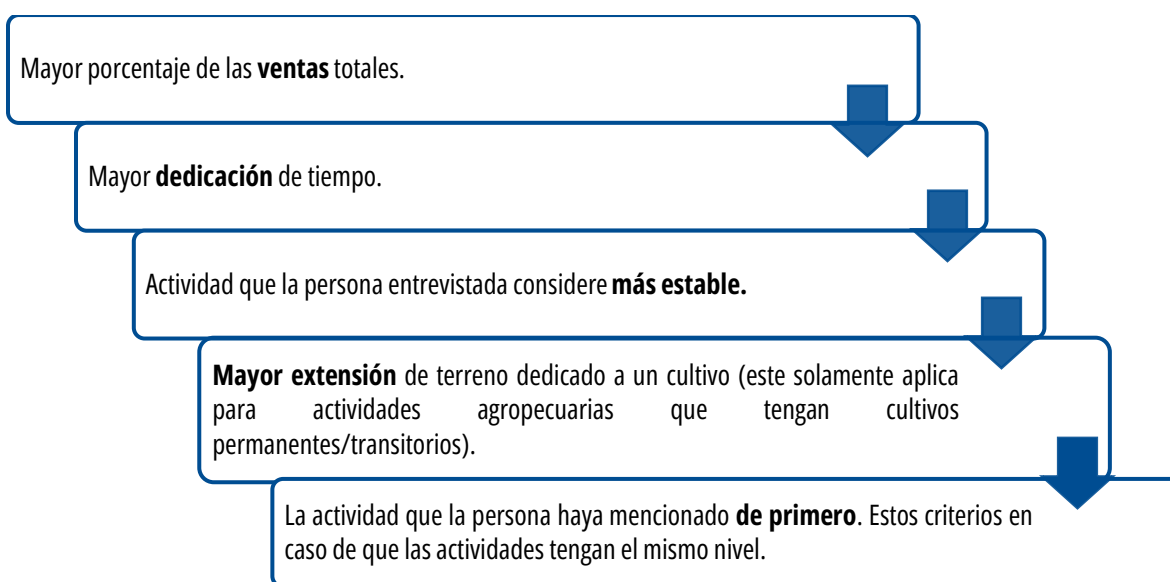 Mayor porcentaje de las ventas totales.
Mayor dedicación de tiempo.
Actividad que la persona entrevistada considere más estable.
Mayor extensión de terreno dedicado a un cultivo (este solamente aplica
para actividades agropecuarias que tengan cultivos
permanentes/transitorios).
La actividad que la persona haya mencionado de primero. Estos criterios en
caso de que las actividades tengan el mismo nivel.